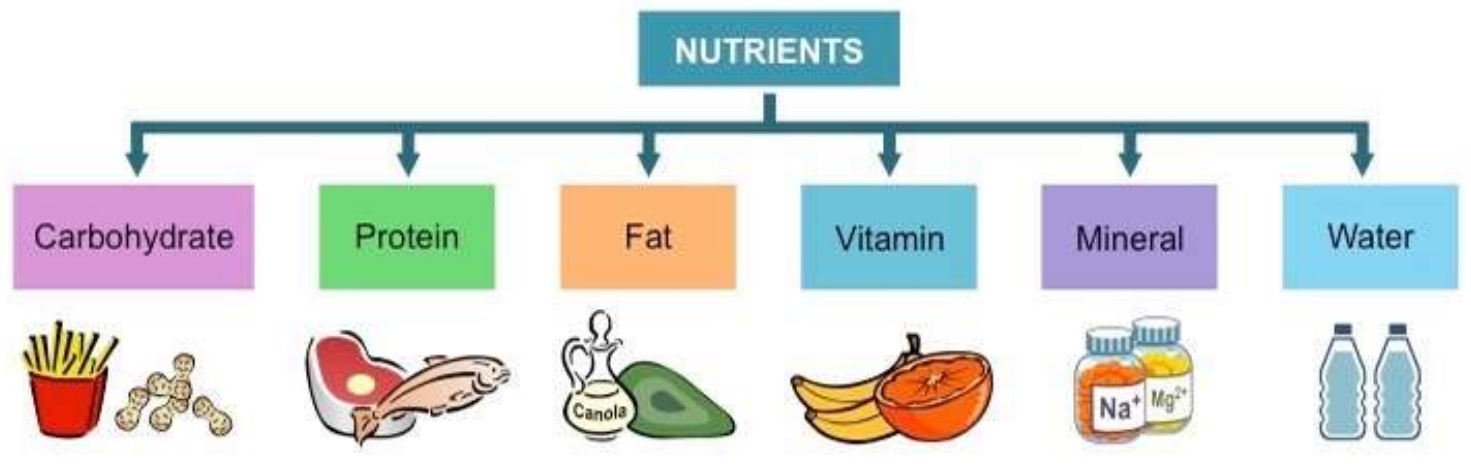 NUTRIENTS
Carbohydrate
Protein
Fat
Vitamin
Mineral
Water
Canola
Na⁺
Mg²⁺